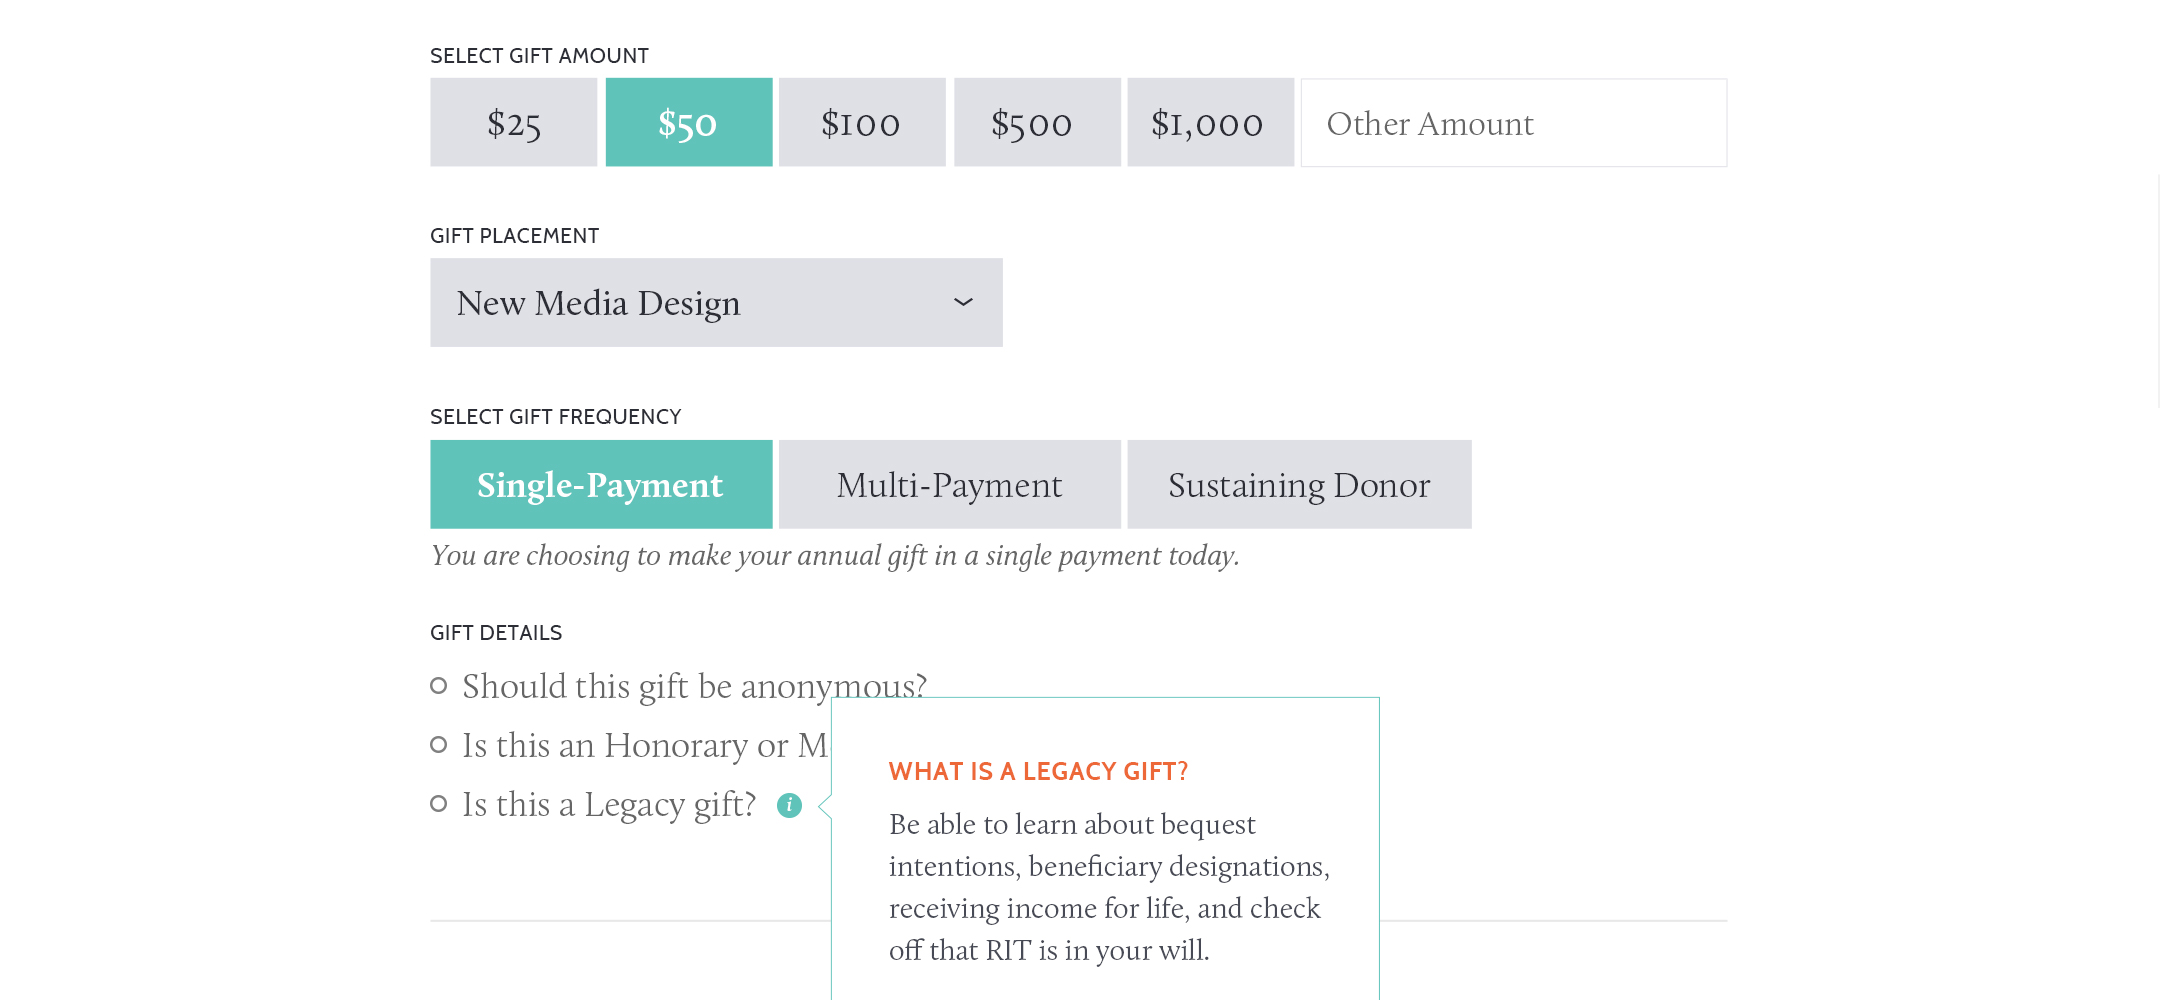 SELECT GIFT AMOUNT
$25 $50 $100 $500 $1,000 Other Amount
GIFT PLACEMENT
New Media Design
SELECT GIFT FREQUENCY
Single-Payment Multi-Payment Sustaining Donor
You are choosing to make your annual gift in a single payment today.
GIFT DETAILS
Should this gift be anonymous?
Is this an Honorary or M
Is this a Legacy gift? i
WHAT IS A LEGACY GIFT?
Be able to learn about bequest
intentions, beneficiary designations,
receiving income for life, and check
off that RIT is in your will.